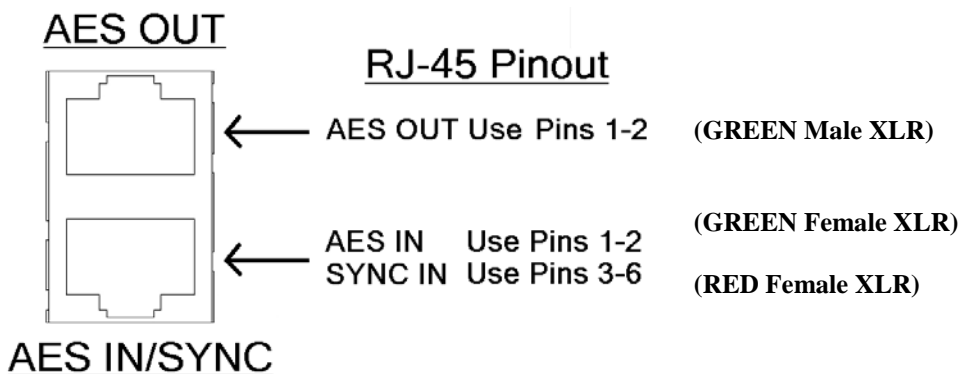 AES OUT
RJ-45 Pinout
AES OUT Use Pins 1-2 (GREEN Male XLR)
(GREEN Female XLR)
AES IN Use Pins 1-2
SYNC IN Use Pins 3-6
(RED Female XLR)
AES IN/SYNC